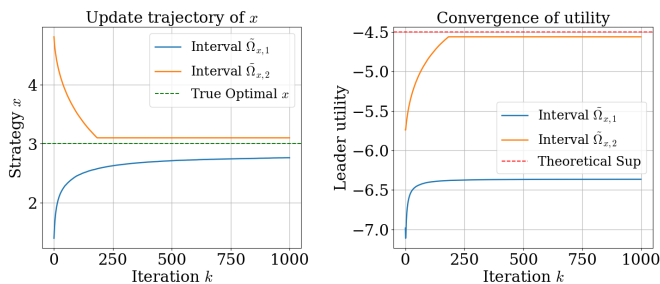 Update trajectory of x
Strategy x
4
3
2
Interval Ω̃ₓ,₁
Interval Ω̃ₓ,₂
True Optimal x
0
250
500
750
1000
Iteration k
Convergence of utility
Leader utility
−4.5
−5.0
−5.5
−6.0
−6.5
−7.0
Interval Ω̃ₓ,₁
Interval Ω̃ₓ,₂
Theoretical Sup
0
250
500
750
1000
Iteration k